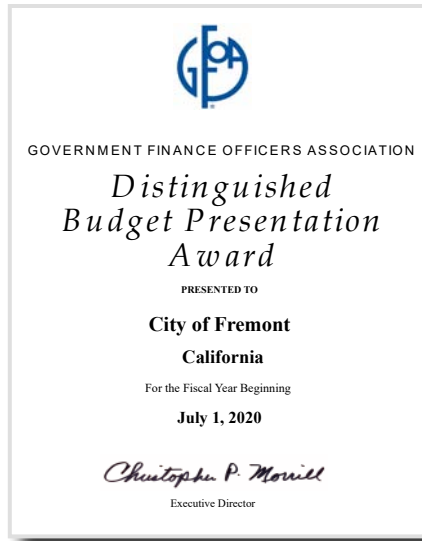 GFOA
GOVERNMENT FINANCE OFFICERS ASSOCIATION
Distinguished
Budget Presentation
Award
PRESENTED TO
City of Fremont
California
For the Fiscal Year Beginning
July 1, 2020
Christopher P. Morrill
Executive Director